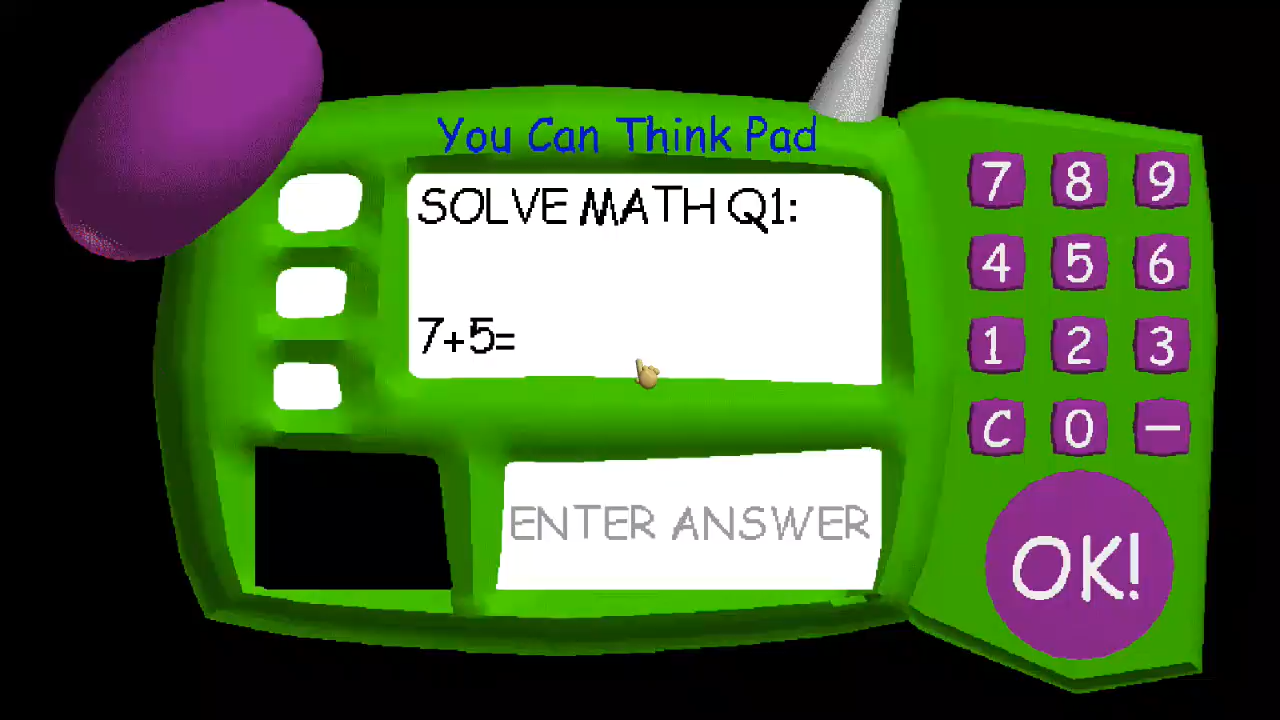 You Can Think Pad
SOLVE MATH Q1:
7+5=
ENTER ANSWER
7 8 9
4 5 6
1 2 3
C 0 —
OK!